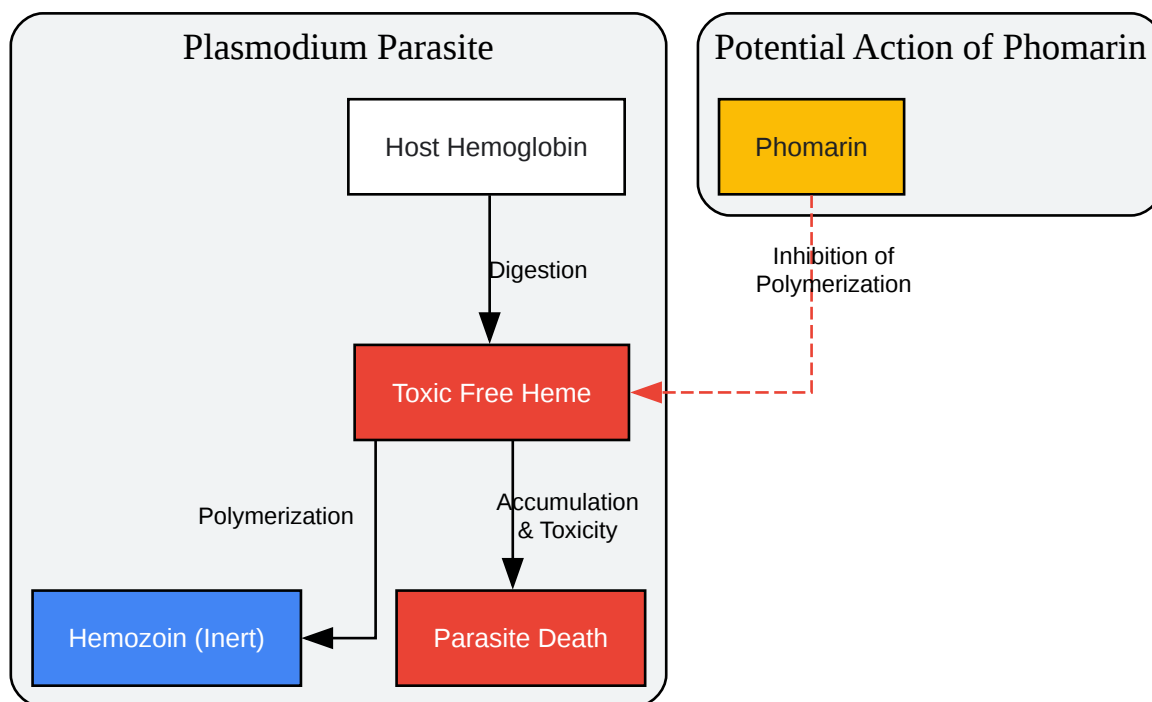 Plasmodium Parasite
Potential Action of Phomarin
Host Hemoglobin
Phomarin
Digestion
Inhibition of
Polymerization
Toxic Free Heme
Polymerization
Accumulation
& Toxicity
Hemozoin (Inert)
Parasite Death